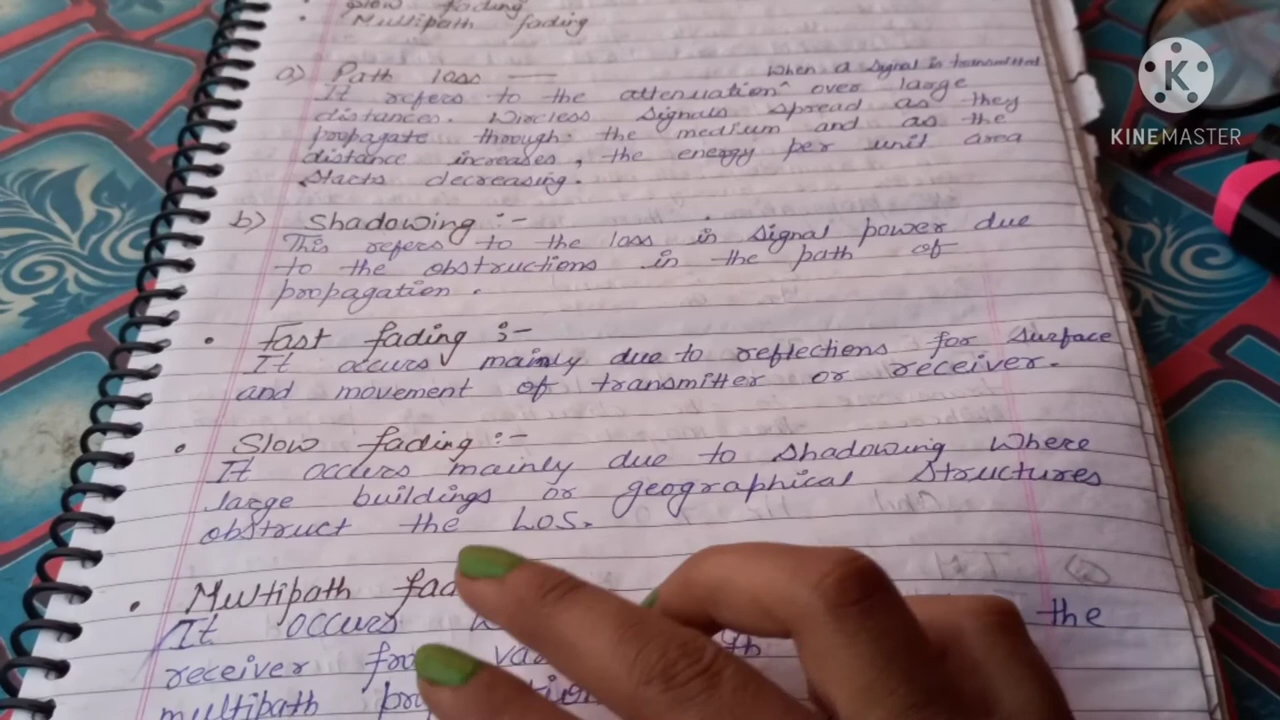 • Slow fading
• Multipath fading
a) Path loss —
when a signal is transmitted
It refers to the attenuation^ over large
distances. Wireless signals spread as they
propagate through the medium and as the
distance increases, the energy per unit area
starts decreasing.
b) Shadowing :-
This refers to the loss in signal power due
to the obstructions in the path of
propagation.
• Fast fading :-
It occurs mainly due to reflections for surface
and movement of transmitter or receiver.
• Slow fading :-
It occurs mainly due to shadowing where
large buildings or geographical structures
obstruct the LOS.
• Multipath fad
It occurs the
receiver
multipath
K
KINEMASTER